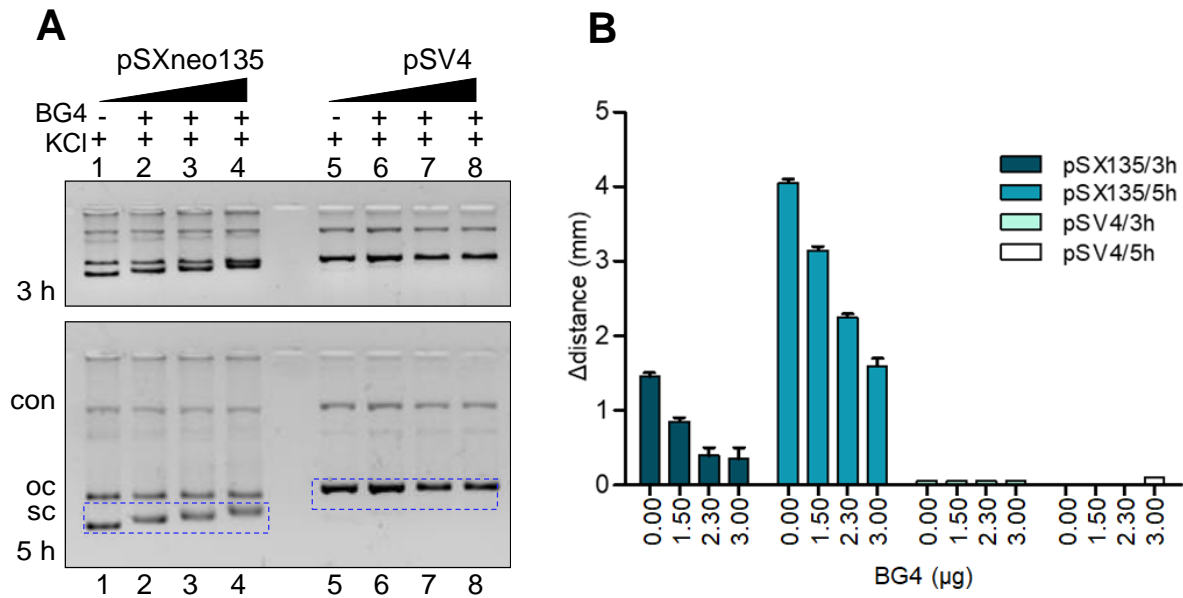 A
pSXneo135 pSV4
BG4 - + + + - + + +
KCl + + + + + + + +
1 2 3 4 5 6 7 8
3 h
con
oc
sc
5 h
1 2 3 4 5 6 7 8
B
5
4
3
2
1
0
Δdistance (mm)
pSX135/3h
pSX135/5h
pSV4/3h
pSV4/5h
0.00 1.50 2.30 3.00 0.00 1.50 2.30 3.00 0.00 1.50 2.30 3.00 0.00 1.50 2.30 3.00
BG4 (μg)